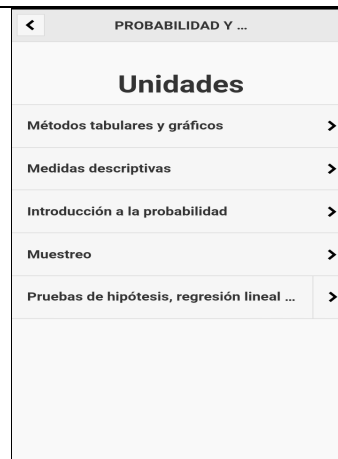 PROBABILIDAD Y ...
Unidades
Métodos tabulares y gráficos
Medidas descriptivas
Introducción a la probabilidad
Muestreo
Pruebas de hipótesis, regresión lineal ...